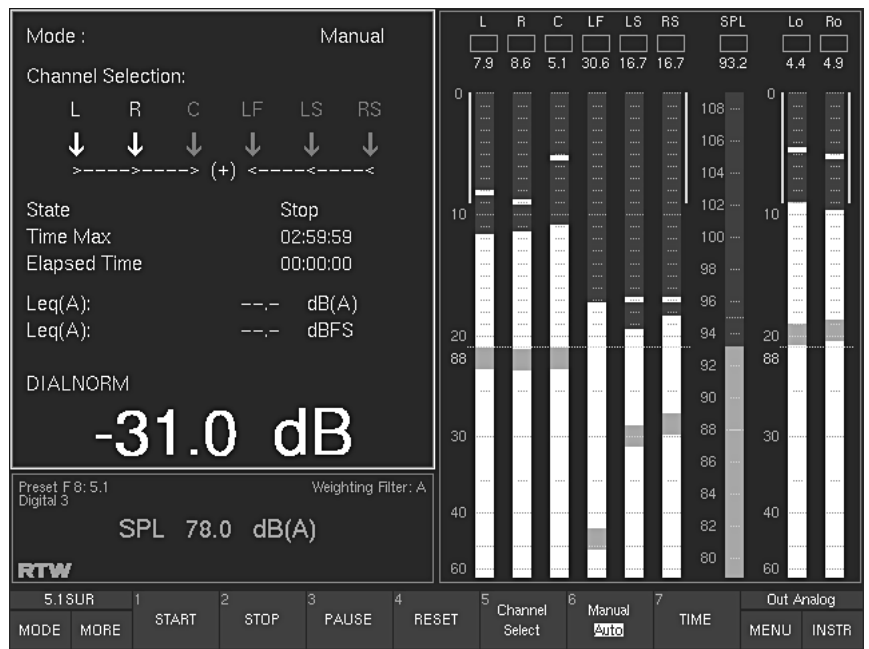 Mode : Manual
Channel Selection:
L R C LF LS RS
>---->----> (+) <----<----<
State Stop
Time Max 02:59:59
Elapsed Time 00:00:00
Leq(A): --.- dB(A)
Leq(A): --.- dBFS
DIALNORM
-31.0 dB
Preset F 8: 5.1 Weighting Filter: A
Digital 3
SPL 78.0 dB(A)
RTW
L R C LF LS RS SPL Lo Ro
7.9 8.6 5.1 30.6 16.7 16.7 93.2 4.4 4.9
0 0
108
106
104
102
10 10
100
98
96
94
20 20
88 88
92
90
30 88 30
86
84
40 40
82
80
60 60
5.1SUR 1 2 3 4 5 6 7 Out Analog
MODE MORE START STOP PAUSE RESET Channel Manual TIME MENU INSTR
Select Auto